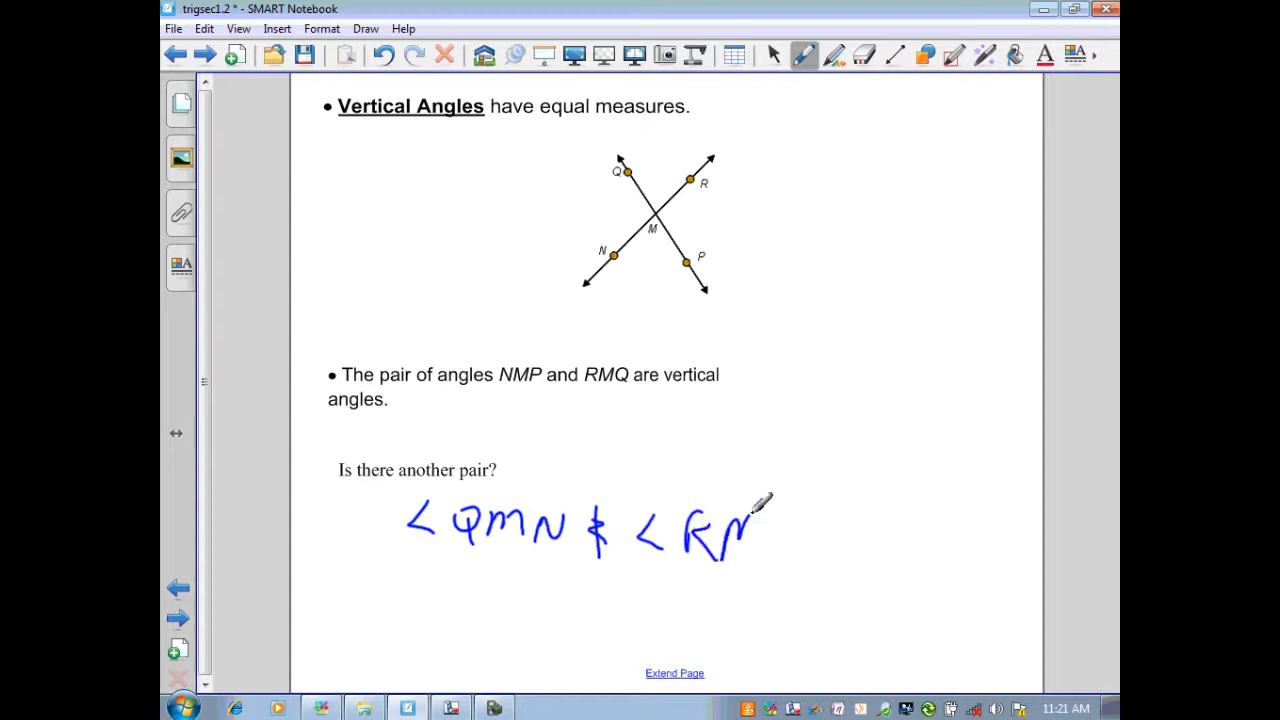 trigsec1.2 * - SMART Notebook
File Edit View Insert Format Draw Help
• Vertical Angles have equal measures.
Q
R
M
N
P
• The pair of angles NMP and RMQ are vertical
angles.
Is there another pair?
< QMN & < RM
Extend Page
11:21 AM